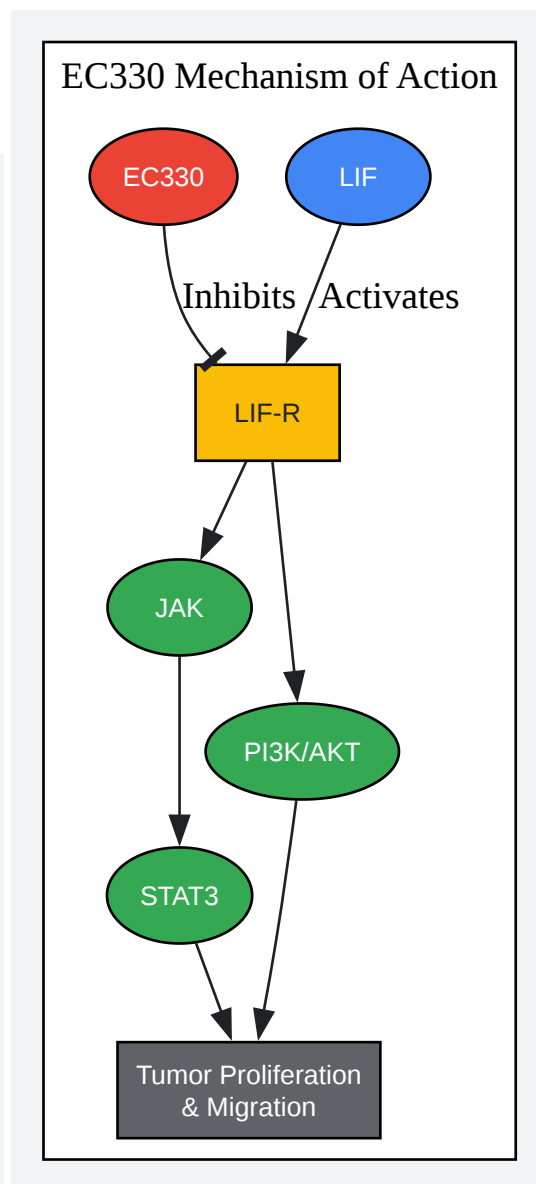 EC330 Mechanism of Action
EC330
LIF
Inhibits
Activates
LIF-R
JAK
PI3K/AKT
STAT3
Tumor Proliferation
& Migration